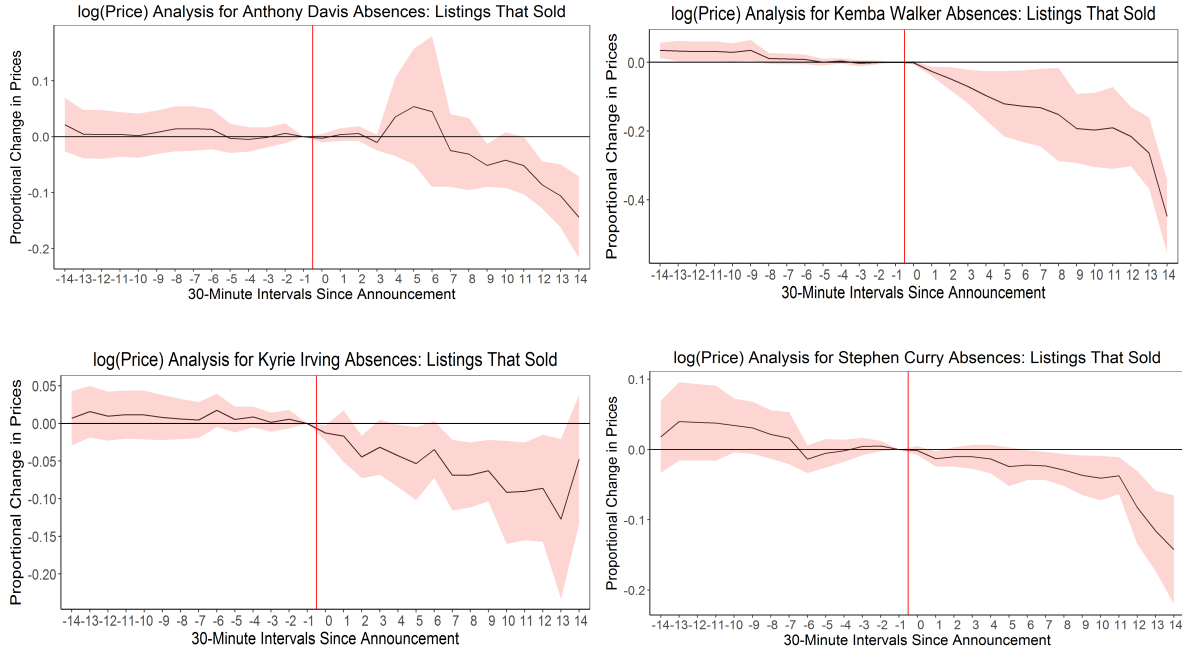 log(Price) Analysis for Anthony Davis Absences: Listings That Sold
Proportional Change in Prices
0.1
0.0
-0.1
-0.2
-14-13-12-11-10 -9 -8 -7 -6 -5 -4 -3 -2 -1 0 1 2 3 4 5 6 7 8 9 10 11 12 13 14
30-Minute Intervals Since Announcement
log(Price) Analysis for Kemba Walker Absences: Listings That Sold
Proportional Change in Prices
0.0
-0.2
-0.4
-14-13-12-11-10 -9 -8 -7 -6 -5 -4 -3 -2 -1 0 1 2 3 4 5 6 7 8 9 10 11 12 13 14
30-Minute Intervals Since Announcement
log(Price) Analysis for Kyrie Irving Absences: Listings That Sold
Proportional Change in Prices
0.05
0.00
-0.05
-0.10
-0.15
-0.20
-14-13-12-11-10 -9 -8 -7 -6 -5 -4 -3 -2 -1 0 1 2 3 4 5 6 7 8 9 10 11 12 13 14
30-Minute Intervals Since Announcement
log(Price) Analysis for Stephen Curry Absences: Listings That Sold
Proportional Change in Prices
0.1
0.0
-0.1
-0.2
-14-13-12-11-10 -9 -8 -7 -6 -5 -4 -3 -2 -1 0 1 2 3 4 5 6 7 8 9 10 11 12 13 14
30-Minute Intervals Since Announcement